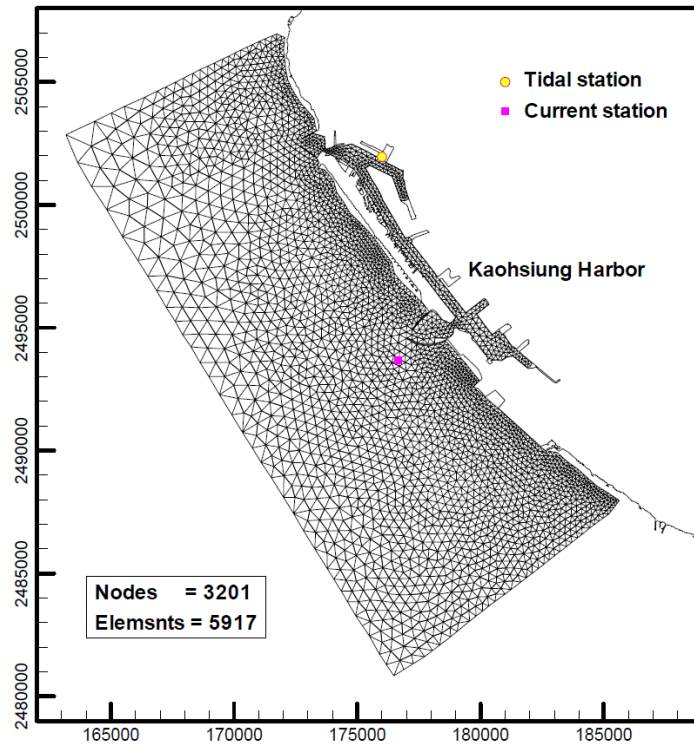 2505000
2500000
2495000
2490000
2485000
2480000
Tidal station
Current station
Kaohsiung Harbor
Nodes = 3201
Elemsnts = 5917
165000 170000 175000 180000 185000